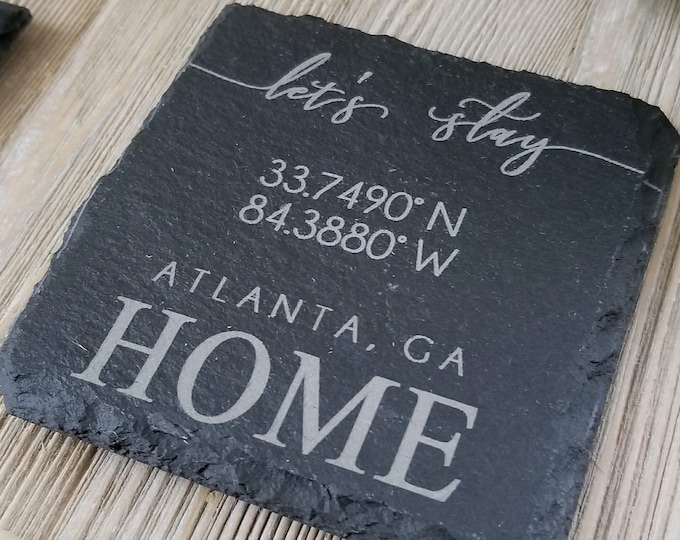 let's stay
33.7490° N
84.3880° W
ATLANTA, GA
HOME